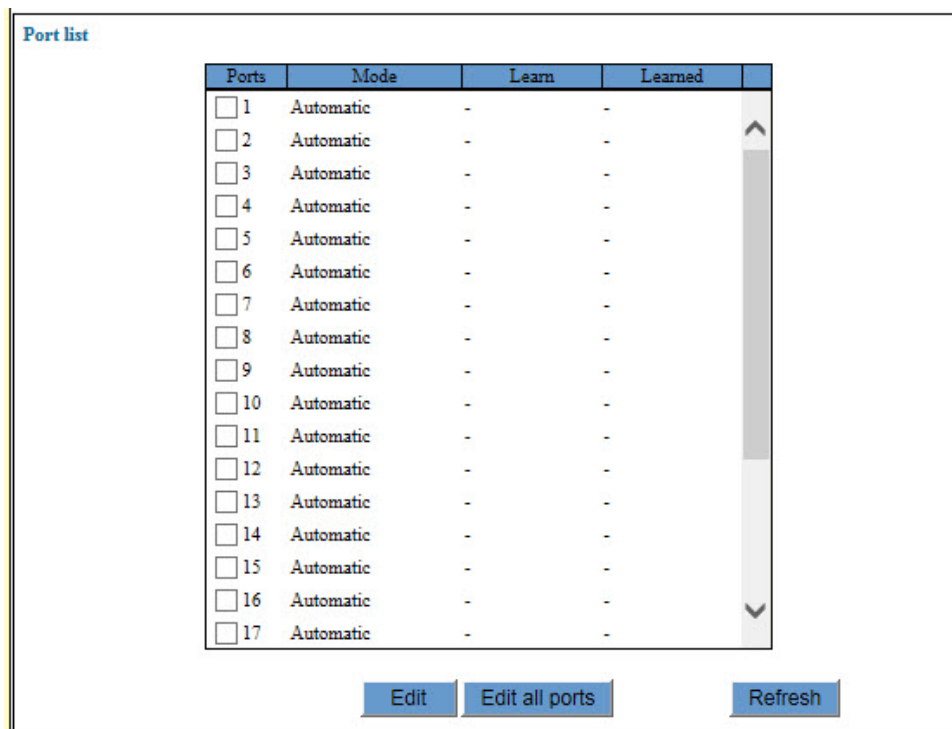 Port list
Ports Mode Learn Learned
1 Automatic - -
2 Automatic - -
3 Automatic - -
4 Automatic - -
5 Automatic - -
6 Automatic - -
7 Automatic - -
8 Automatic - -
9 Automatic - -
10 Automatic - -
11 Automatic - -
12 Automatic - -
13 Automatic - -
14 Automatic - -
15 Automatic - -
16 Automatic - -
17 Automatic - -
Edit Edit all ports Refresh